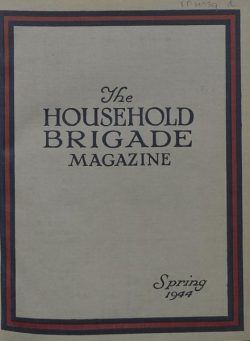 The
HOUSEHOLD
BRIGADE
MAGAZINE
Spring
1944